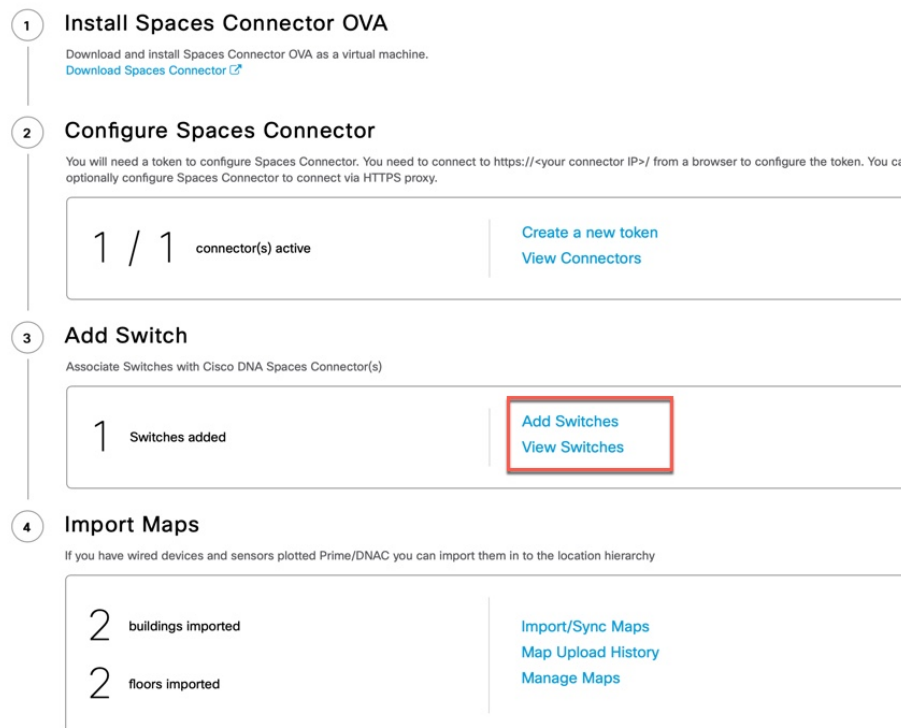 1 Install Spaces Connector OVA
Download and install Spaces Connector OVA as a virtual machine.
Download Spaces Connector
2 Configure Spaces Connector
You will need a token to configure Spaces Connector. You need to connect to https://<your connector IP>/ from a browser to configure the token. You ca
optionally configure Spaces Connector to connect via HTTPS proxy.
1 / 1 connector(s) active
Create a new token
View Connectors
3 Add Switch
Associate Switches with Cisco DNA Spaces Connector(s)
1 Switches added
Add Switches
View Switches
4 Import Maps
If you have wired devices and sensors plotted Prime/DNAC you can import them in to the location hierarchy
2 buildings imported
2 floors imported
Import/Sync Maps
Map Upload History
Manage Maps